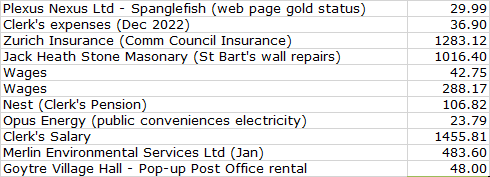 Plexus Nexus Ltd - Spanglefish (web page gold status) 29.99
Clerk's expenses (Dec 2022) 36.90
Zurich Insurance (Comm Council Insurance) 1283.12
Jack Heath Stone Masonary (St Bart's wall repairs) 1016.40
Wages 42.75
Wages 288.17
Nest (Clerk's Pension) 106.82
Opus Energy (public conveniences electricity) 23.79
Clerk's Salary 1455.81
Merlin Environmental Services Ltd (Jan) 483.60
Goytre Village Hall - Pop-up Post Office rental 48.00